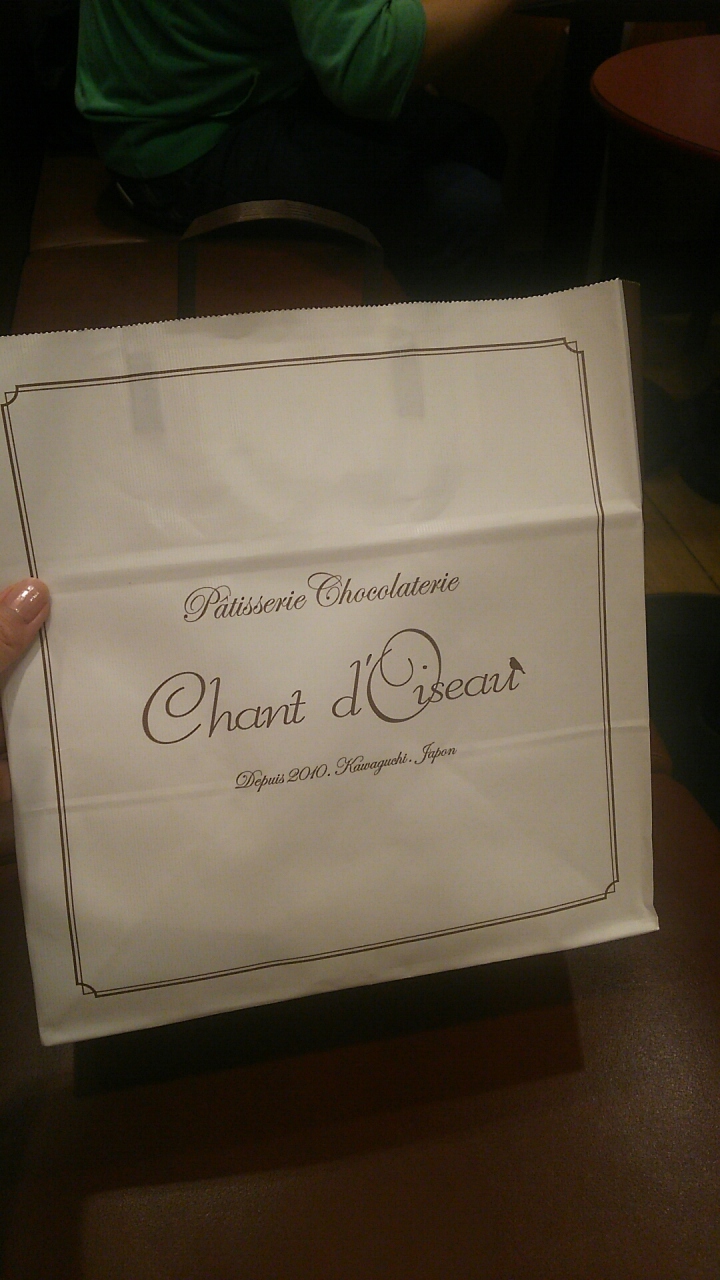 Pâtisserie Chocolaterie
Chant d'Oiseau
Depuis 2010. Kawaguchi. Japon